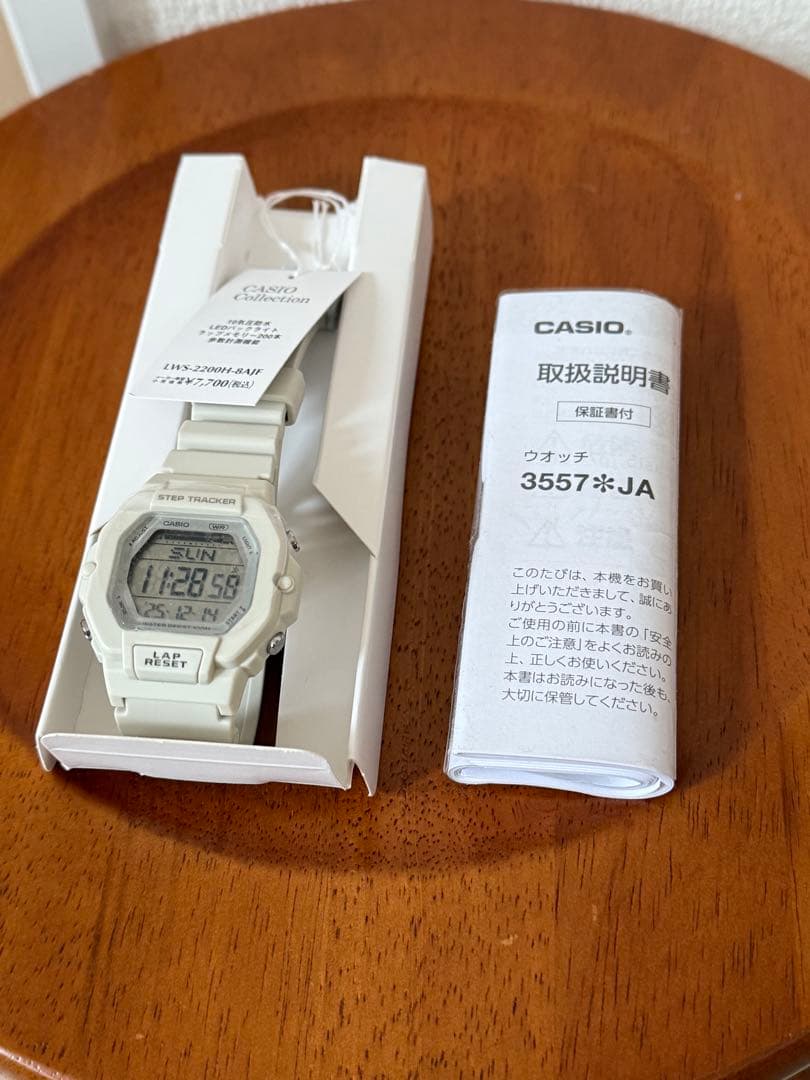 CASIO
Collection
10気圧防水
LEDバックライト
ラップメモリー200本
歩数計測機能
LWS-2200H-8AJF
¥7,700(税込)
STEP TRACKER
ADJUST
CASIO
WR
LIGHT
SUN
11:28 58
25-12-14
LAP
RESET
CASIO®
取扱説明書
保証書付
ウオッチ
3557✻JA
このたびは、本機をお買い
上げいただきまして、誠にあ
りがとうございます。
ご使用の前に本書の「安全
上のご注意」をよくお読みの
上、正しくお使いください。
本書はお読みになった後も、
大切に保管してください。